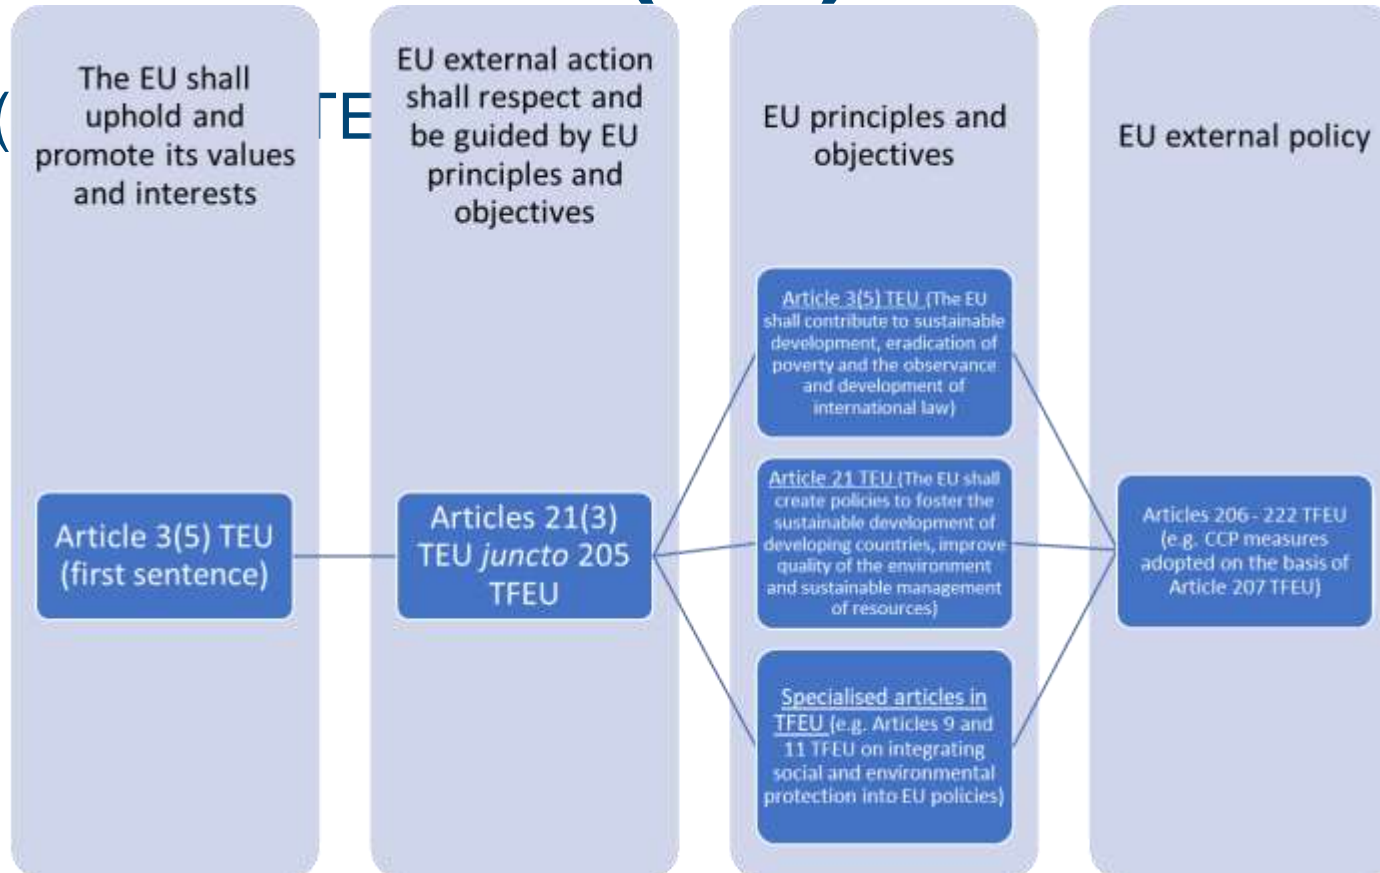 The EU shall
uphold and
promote its values
and interests
EU external action
shall respect and
be guided by EU
principles and
objectives
EU principles and
objectives
EU external policy
(
TE
Article 3(5) TEU
(first sentence)
Articles 21(3)
TEU juncto 205
TFEU
Article 3(5) TEU (The EU
shall contribute to sustainable
development, eradication of
poverty and the observance
and development of
international law)
Article 21 TEU (The EU shall
create policies to foster the
sustainable development of
developing countries, improve
quality of the environment
and sustainable management
of resources)
Specialised articles in
TFEU (e.g. Articles 9 and
11 TFEU on integrating
social and environmental
protection into EU policies)
Articles 206 - 222 TFEU
(e.g. CCP measures
adopted on the basis of
Article 207 TFEU)